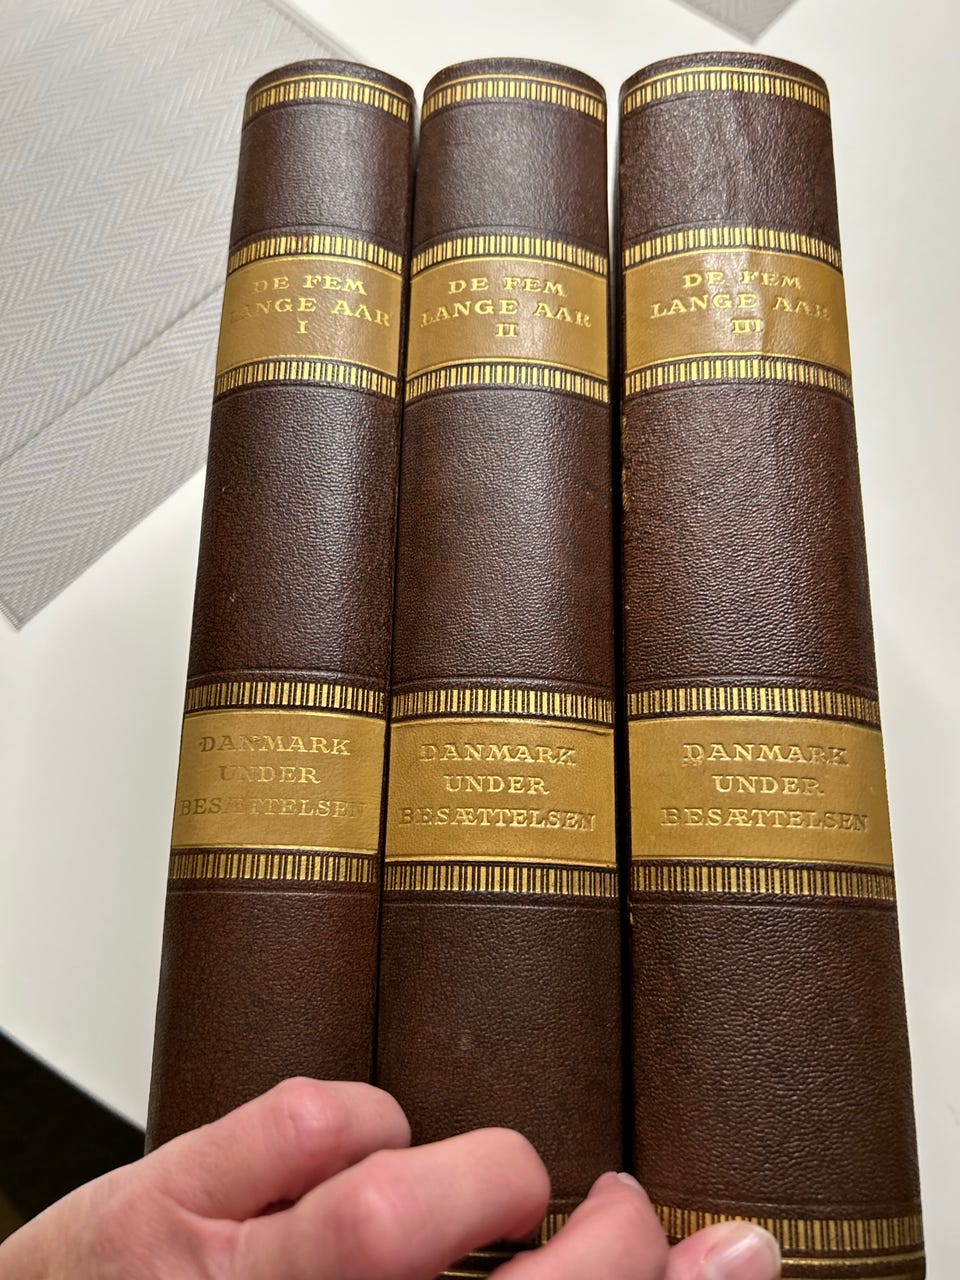 DE FEM
LANGE AAR
I
DANMARK
UNDER
BESÆTTELSEN
DE FEM
LANGE AAR
II
DANMARK
UNDER
BESÆTTELSEN
DE FEM
LANGE AAR
III
DANMARK
UNDER
BESÆTTELSEN